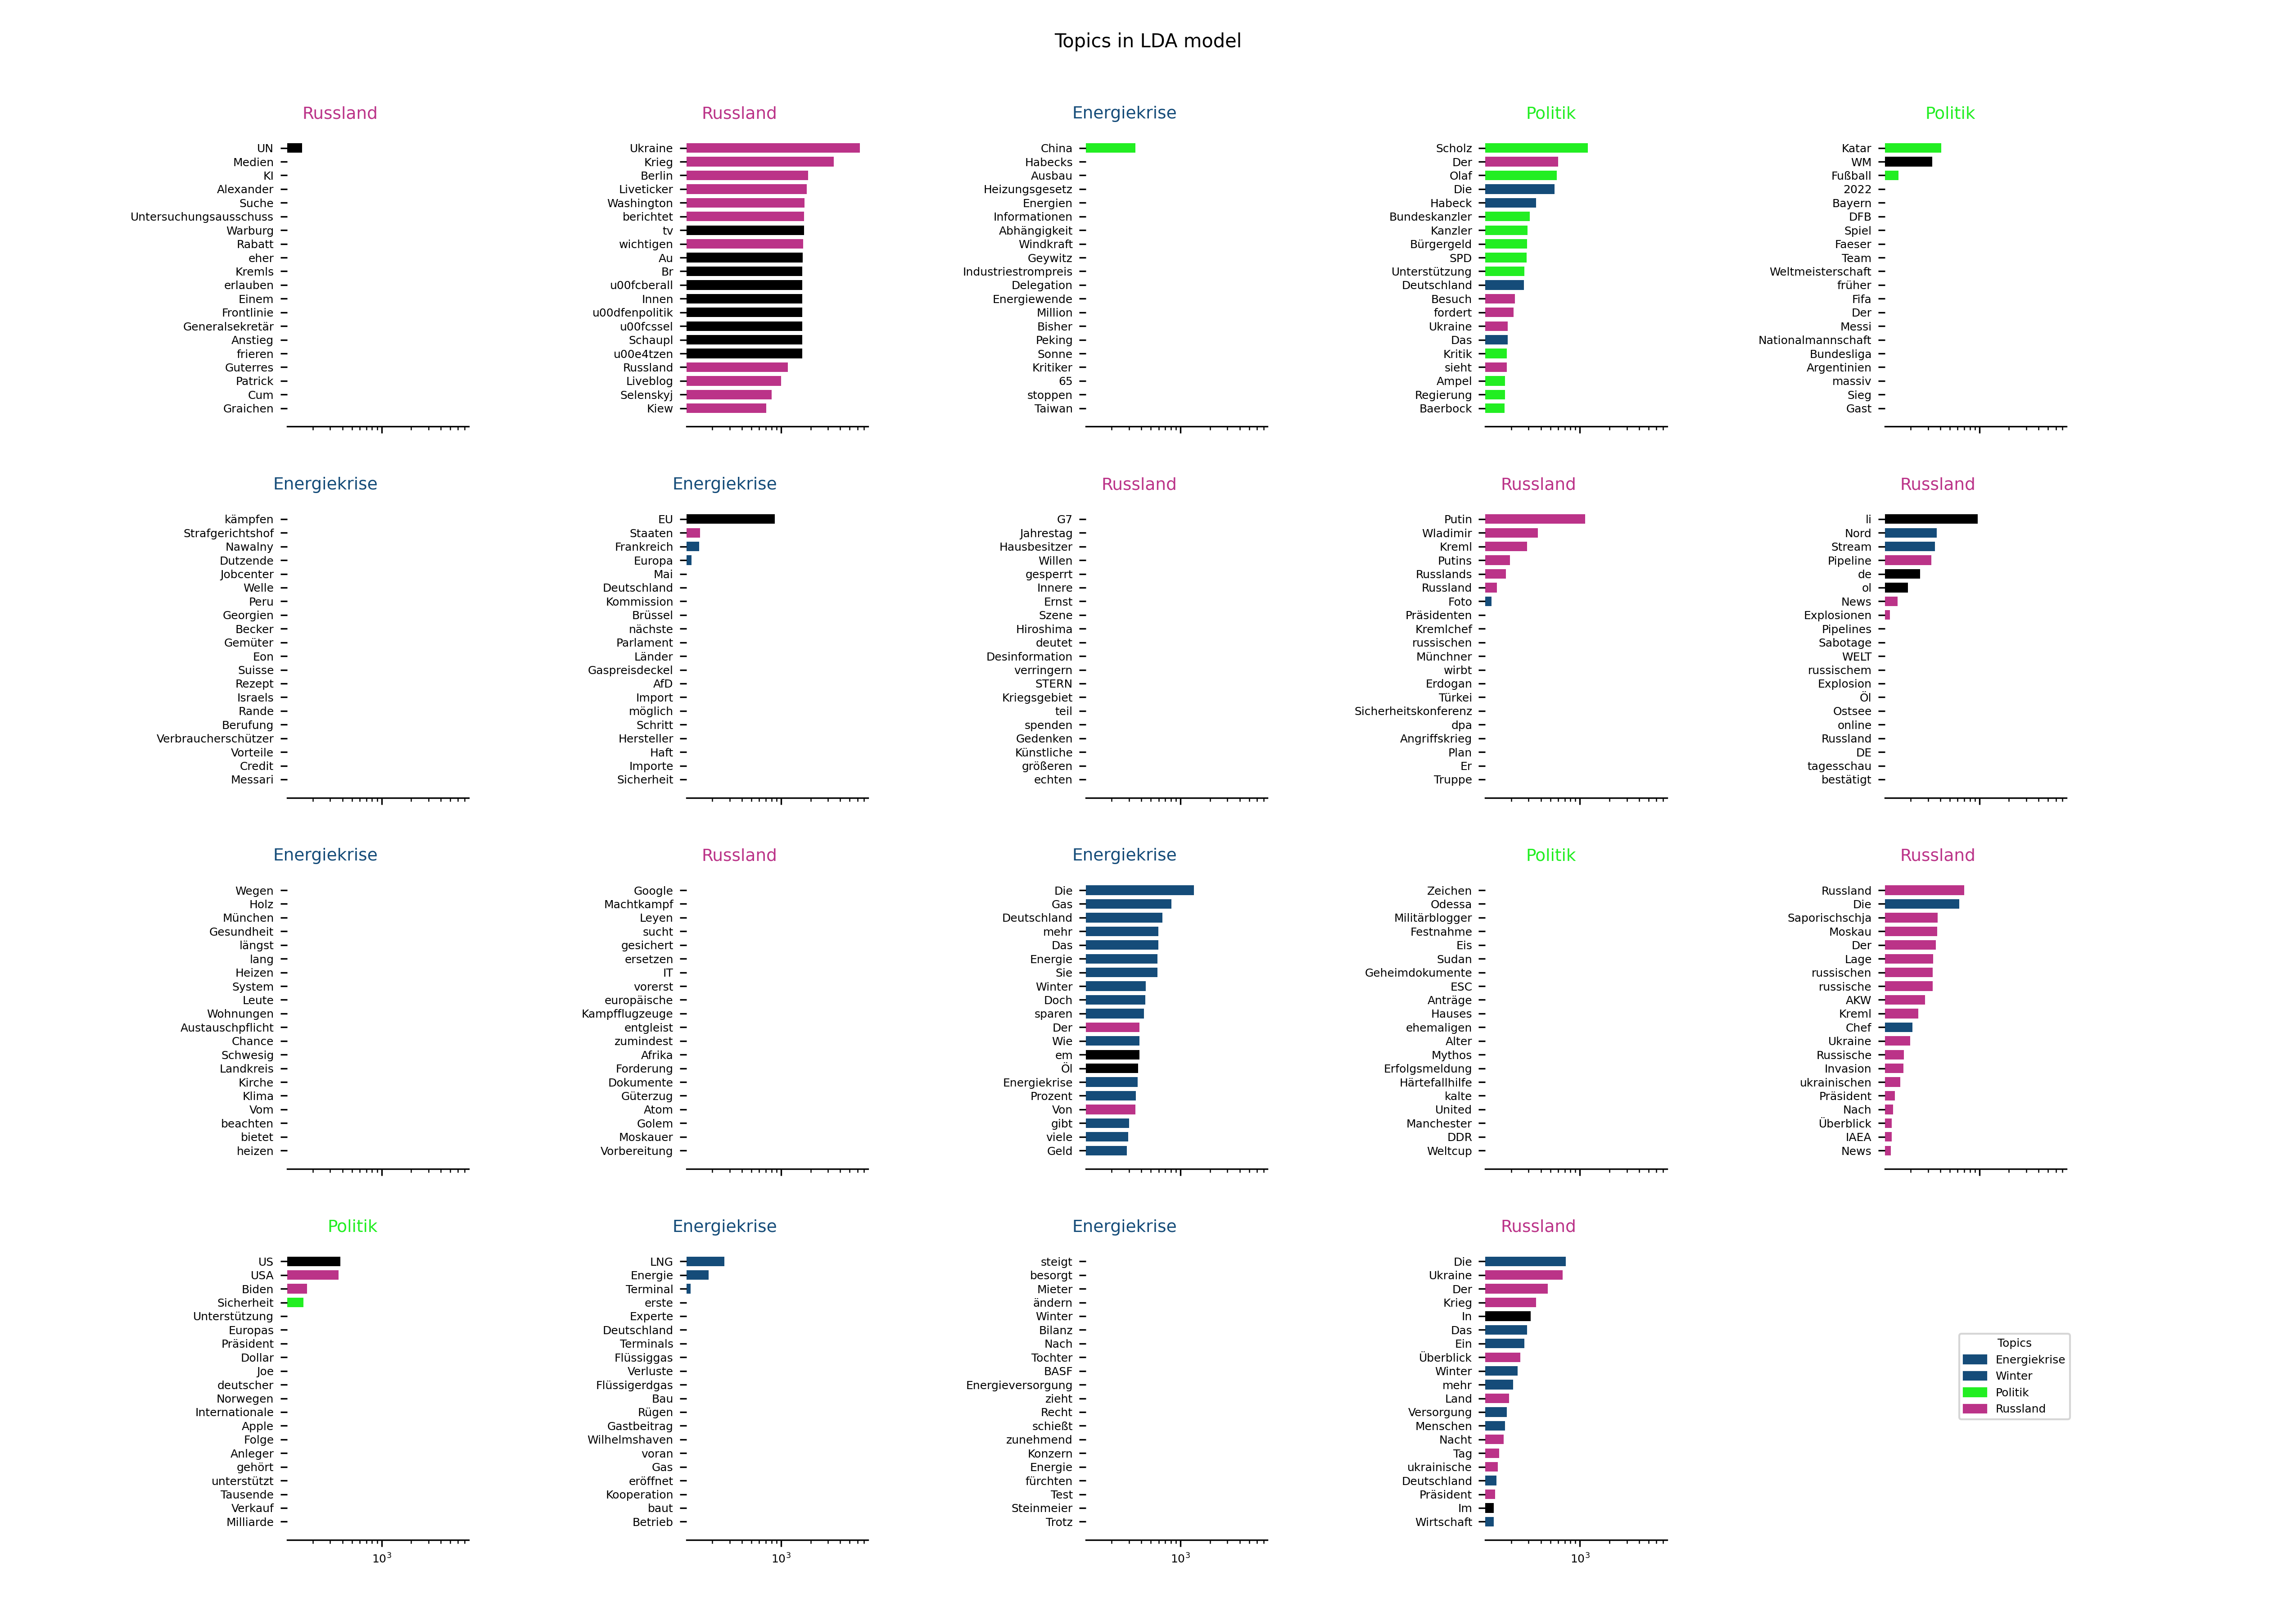 Topics in LDA model
Russland
UN
Medien
KI
Alexander
Suche
Untersuchungsausschuss
Warburg
Rabatt
eher
Kremls
erlauben
Einem
Frontlinie
Generalsekretär
Anstieg
frieren
Guterres
Patrick
Cum
Graichen
Russland
Ukraine
Krieg
Berlin
Liveticker
Washington
berichtet
tv
wichtigen
Au
Br
u00fcberall
Innen
u00dfenpolitik
u00fcssel
Schaupl
u00e4tzen
Russland
Liveblog
Selenskyj
Kiew
Energiekrise
China
Habecks
Ausbau
Heizungsgesetz
Energien
Informationen
Abhängigkeit
Windkraft
Geywitz
Industriestrompreis
Delegation
Energiewende
Million
Bisher
Peking
Sonne
Kritiker
65
stoppen
Taiwan
Politik
Scholz
Der
Olaf
Die
Habeck
Bundeskanzler
Kanzler
Bürgergeld
SPD
Unterstützung
Deutschland
Besuch
fordert
Ukraine
Das
Kritik
sieht
Ampel
Regierung
Baerbock
Politik
Katar
WM
Fußball
2022
Bayern
DFB
Spiel
Faeser
Team
Weltmeisterschaft
früher
Fifa
Der
Messi
Nationalmannschaft
Bundesliga
Argentinien
massiv
Sieg
Gast
Energiekrise
kämpfen
Strafgerichtshof
Nawalny
Dutzende
Jobcenter
Welle
Peru
Georgien
Becker
Gemüter
Eon
Suisse
Rezept
Israels
Rande
Berufung
Verbraucherschützer
Vorteile
Credit
Messari
Energiekrise
EU
Staaten
Frankreich
Europa
Mai
Deutschland
Kommission
Brüssel
nächste
Parlament
Länder
Gaspreisdeckel
AfD
Import
möglich
Schritt
Hersteller
Haft
Importe
Sicherheit
Russland
G7
Jahrestag
Hausbesitzer
Willen
gesperrt
Innere
Ernst
Szene
Hiroshima
deutet
Desinformation
verringern
STERN
Kriegsgebiet
teil
spenden
Gedenken
Künstliche
größeren
echten
Russland
Putin
Wladimir
Kreml
Putins
Russlands
Russland
Foto
Präsidenten
Kremlchef
russischen
Münchner
wirbt
Erdogan
Türkei
Sicherheitskonferenz
dpa
Angriffskrieg
Plan
Er
Truppe
Russland
li
Nord
Stream
Pipeline
de
ol
News
Explosionen
Pipelines
Sabotage
WELT
russischem
Explosion
Öl
Ostsee
online
Russland
DE
tagesschau
bestätigt
Energiekrise
Wegen
Holz
München
Gesundheit
längst
lang
Heizen
System
Leute
Wohnungen
Austauschpflicht
Chance
Schwesig
Landkreis
Kirche
Klima
Vom
beachten
bietet
heizen
Russland
Google
Machtkampf
Leyen
sucht
gesichert
ersetzen
IT
vorerst
europäische
Kampfflugzeuge
entgleist
zumindest
Afrika
Forderung
Dokumente
Güterzug
Atom
Golem
Moskauer
Vorbereitung
Energiekrise
Die
Gas
Deutschland
mehr
Das
Energie
Sie
Winter
Doch
sparen
Der
Wie
em
Öl
Energiekrise
Prozent
Von
gibt
viele
Geld
Politik
Zeichen
Odessa
Militärblogger
Festnahme
Eis
Sudan
Geheimdokumente
ESC
Anträge
Hauses
ehemaligen
Alter
Mythos
Erfolgsmeldung
Härtefallhilfe
kalte
United
Manchester
DDR
Weltcup
Russland
Russland
Die
Saporischschja
Moskau
Der
Lage
russischen
russische
AKW
Kreml
Chef
Ukraine
Russische
Invasion
ukrainischen
Präsident
Nach
Überblick
IAEA
News
Politik
US
USA
Biden
Sicherheit
Unterstützung
Europas
Präsident
Dollar
Joe
deutscher
Norwegen
Internationale
Apple
Folge
Anleger
gehört
unterstützt
Tausende
Verkauf
Milliarde
10³
Energiekrise
LNG
Energie
Terminal
erste
Experte
Deutschland
Terminals
Flüssiggas
Verluste
Flüssigerdgas
Bau
Rügen
Gastbeitrag
Wilhelmshaven
voran
Gas
eröffnet
Kooperation
baut
Betrieb
10³
Energiekrise
steigt
besorgt
Mieter
ändern
Winter
Bilanz
Nach
Tochter
BASF
Energieversorgung
zieht
Recht
schießt
zunehmend
Konzern
Energie
fürchten
Test
Steinmeier
Trotz
10³
Russland
Die
Ukraine
Der
Krieg
In
Das
Ein
Überblick
Winter
mehr
Land
Versorgung
Menschen
Nacht
Tag
ukrainische
Deutschland
Präsident
Im
Wirtschaft
10³
Topics
Energiekrise
Winter
Politik
Russland